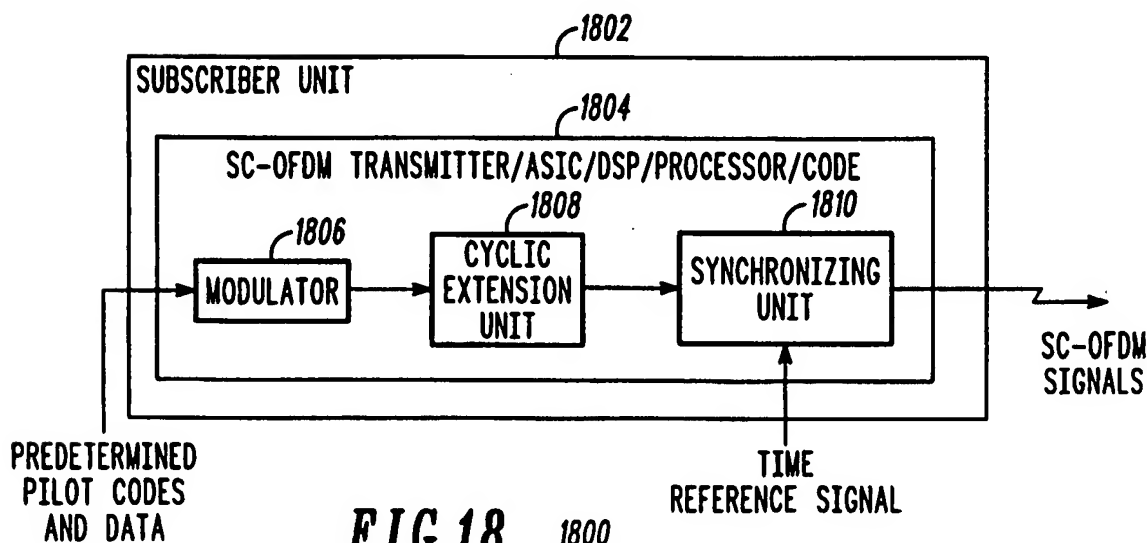 1802
SUBSCRIBER UNIT
1804
SC-OFDM TRANSMITTER/ASIC/DSP/PROCESSOR/CODE
1806
MODULATOR
1808
CYCLIC
EXTENSION
UNIT
1810
SYNCHRONIZING
UNIT
SC-OFDM
SIGNALS
PREDETERMINED
PILOT CODES
AND DATA
TIME
REFERENCE SIGNAL
FIG.18
1800